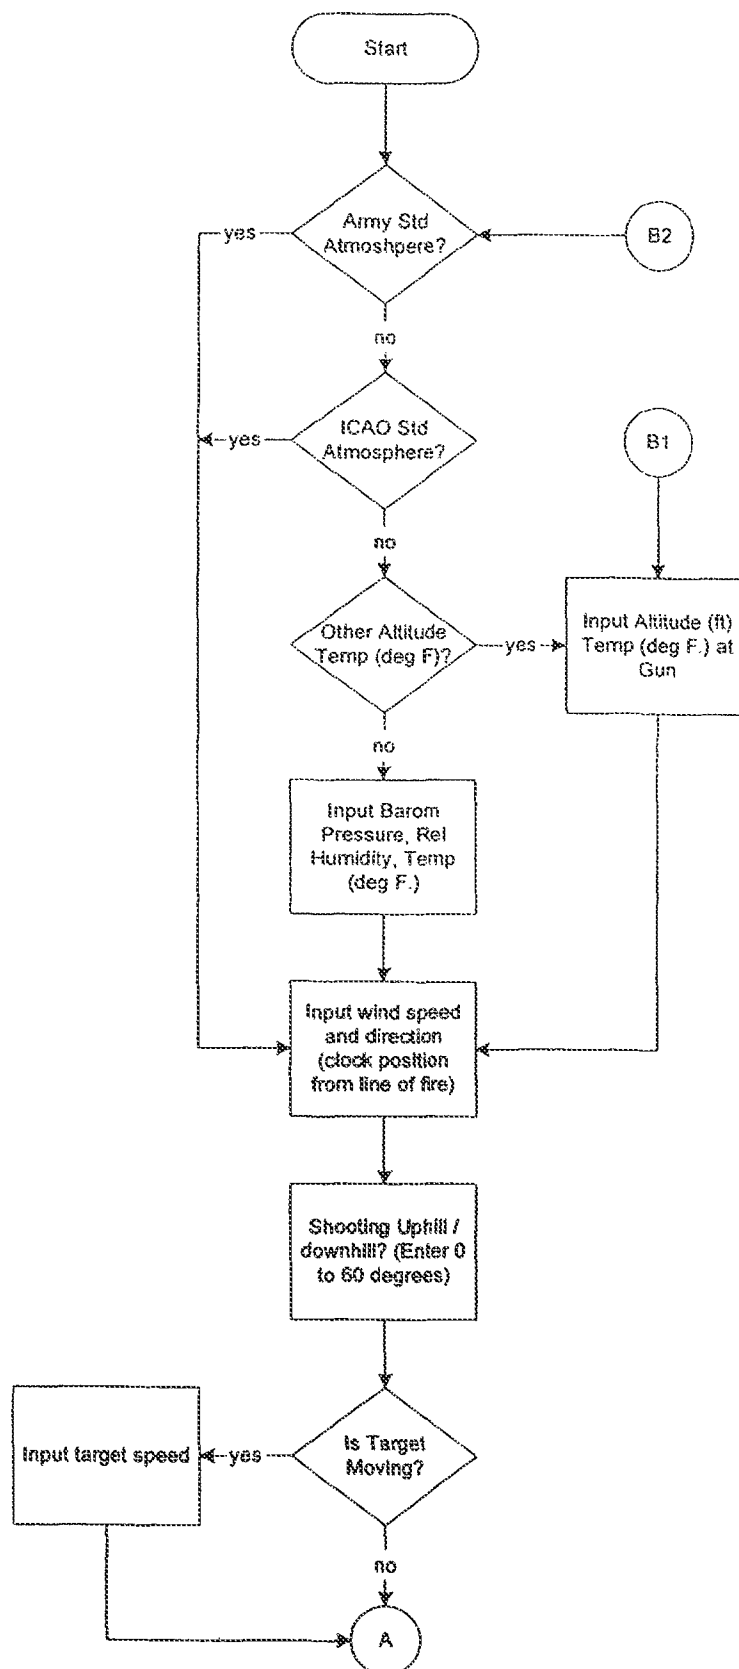 Start
Army Std
Atmoshpere?
yes
B2
no
ICAO Std
Atmosphere?
yes
B1
no
Other Altitude
Temp (deg F)?
yes
Input Altitude (ft)
Temp (deg F.) at
Gun
no
Input Barom
Pressure, Rel
Humidity, Temp
(deg F.)
Input wind speed
and direction
(clock position
from line of fire)
Shooting Uphill /
downhill? (Enter 0
to 60 degrees)
Is Target
Moving?
yes
Input target speed
no
A